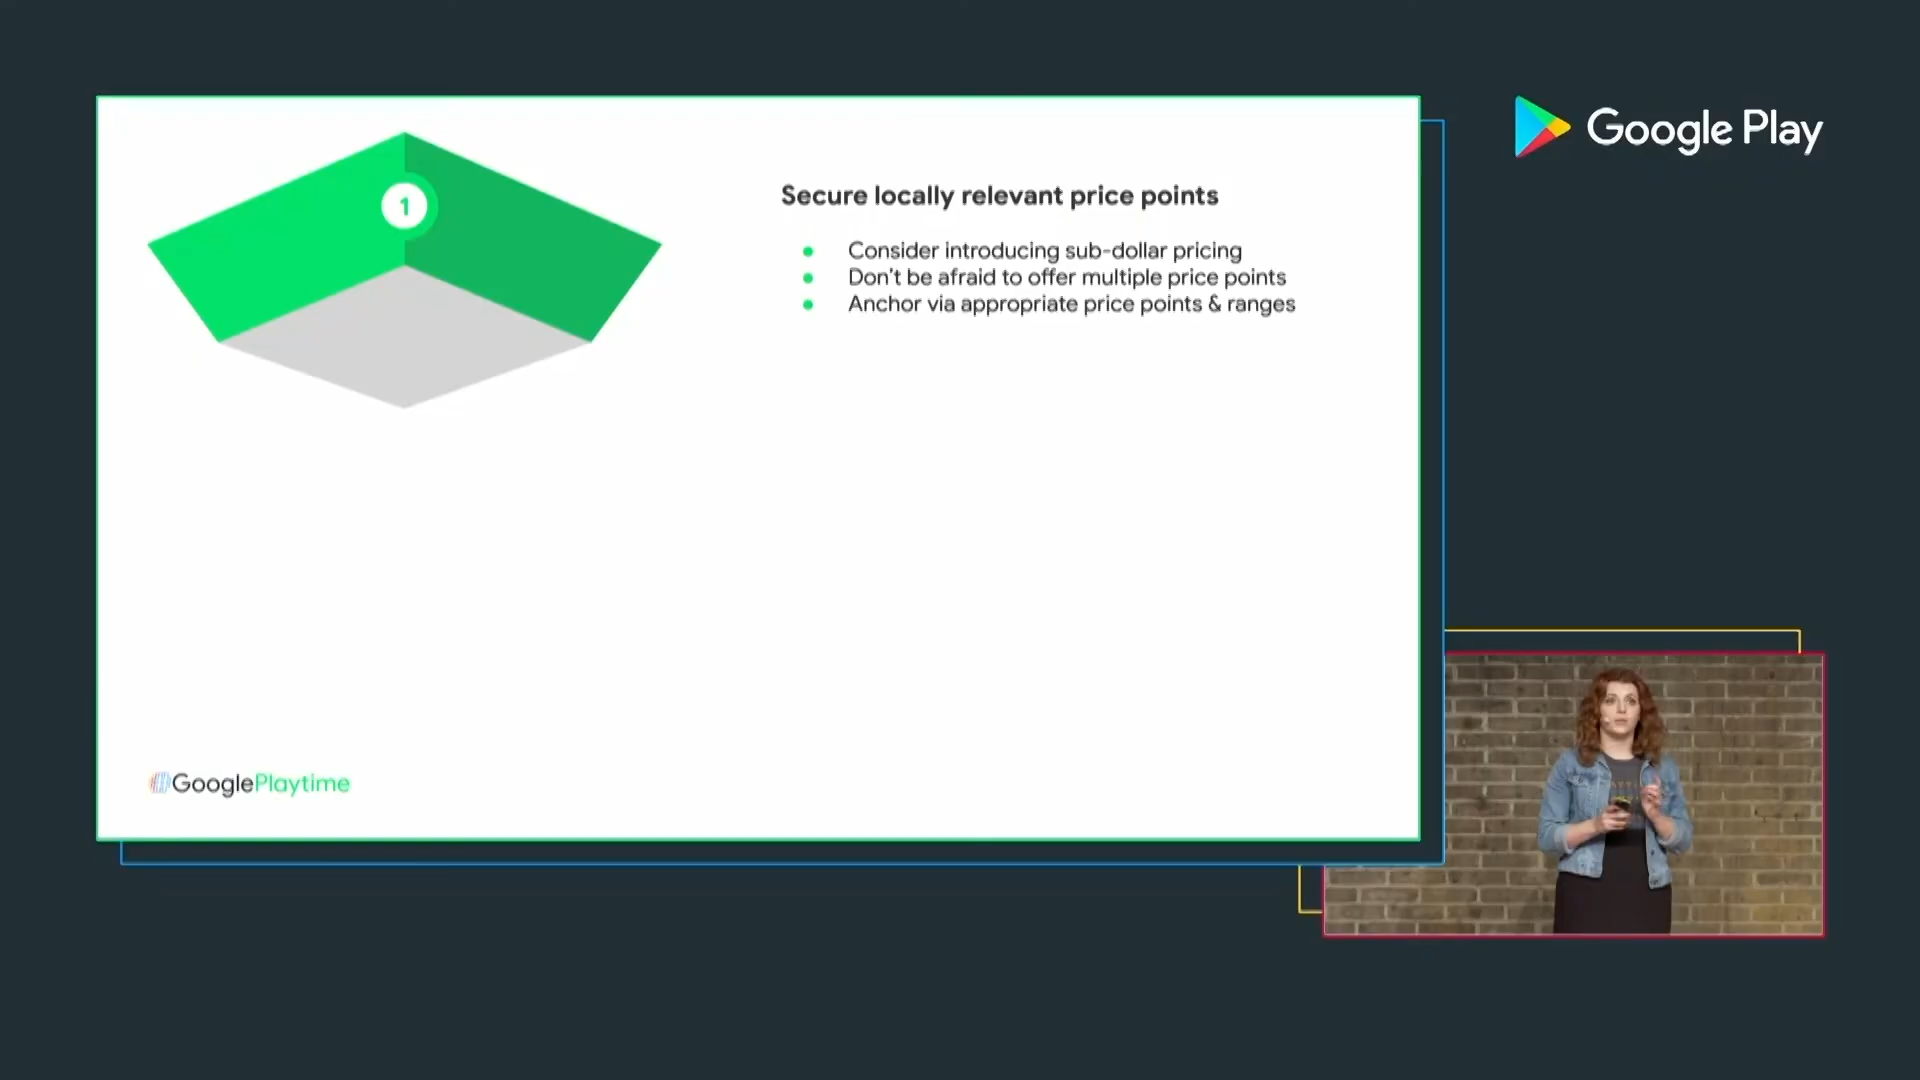 Google Play
1
Secure locally relevant price points
● Consider introducing sub-dollar pricing
● Don't be afraid to offer multiple price points
● Anchor via appropriate price points & ranges
GooglePlaytime